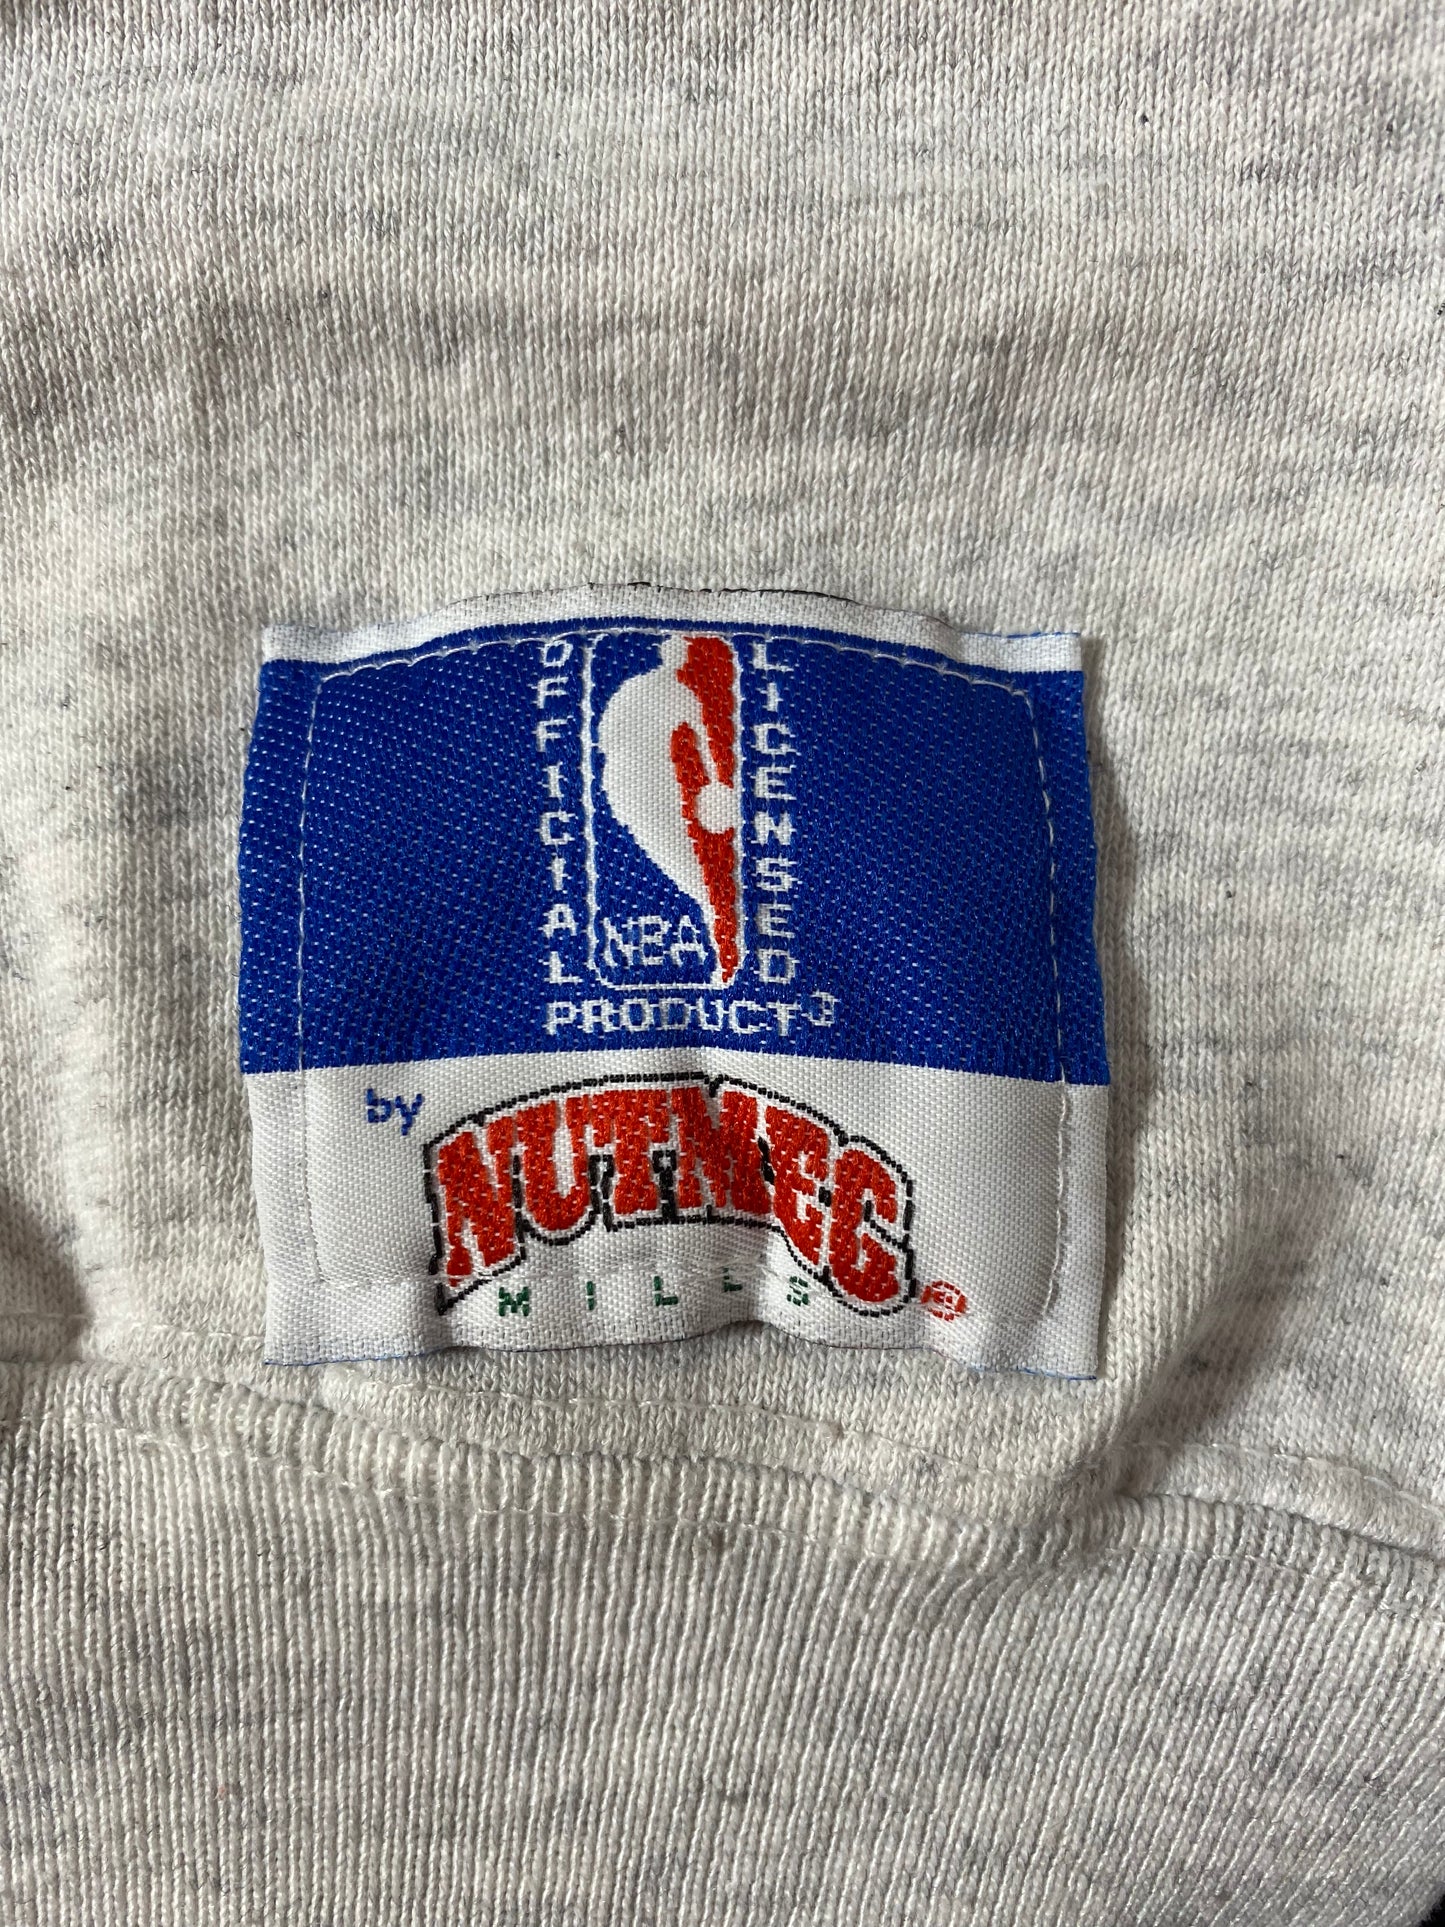 OFFICIAL
NBA
LICENSED
PRODUCT
by
NUTMEG
MILLS ®